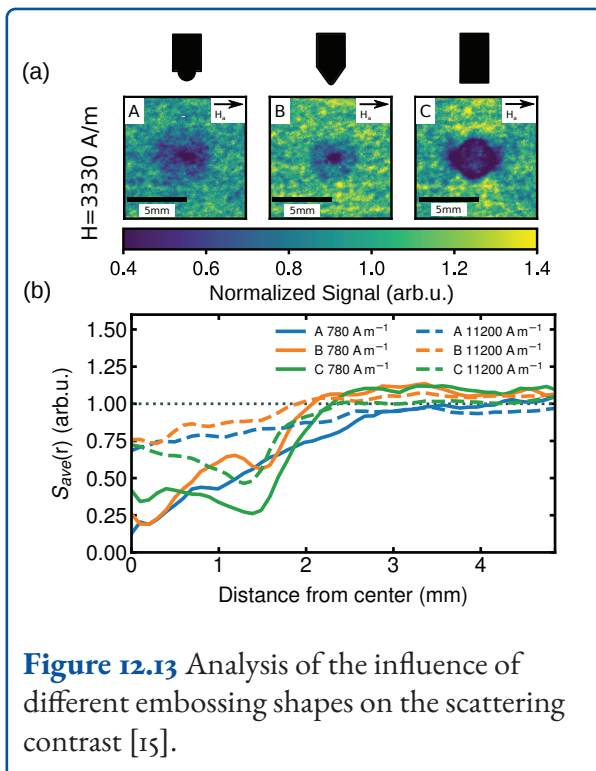 (a)
A
Hₐ
B
Hₐ
C
Hₐ
H=3330 A/m
5mm
5mm
5mm
0.4 0.6 0.8 1.0 1.2 1.4
Normalized Signal (arb.u.)
(b)
1.50
1.25
1.00
0.75
0.50
0.25
0.00
S_ave(r) (arb.u.)
A 780 A m⁻¹
B 780 A m⁻¹
C 780 A m⁻¹
A 11200 A m⁻¹
B 11200 A m⁻¹
C 11200 A m⁻¹
0 1 2 3 4
Distance from center (mm)
Figure 12.13 Analysis of the influence of
different embossing shapes on the scattering
contrast [15].